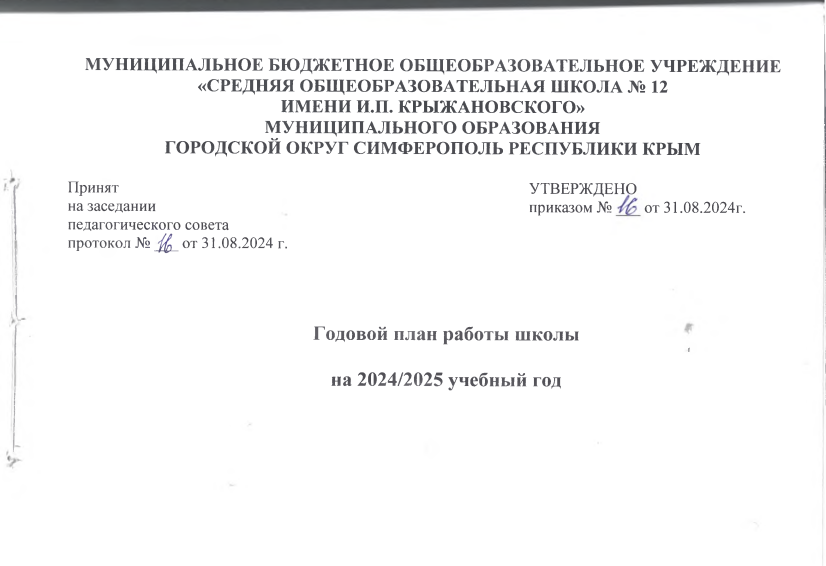 МУНИЦИПАЛЬНОЕ БЮДЖЕТНОЕ ОБЩЕОБРАЗОВАТЕЛЬНОЕ УЧРЕЖДЕНИЕ
«СРЕДНЯЯ ОБЩЕОБРАЗОВАТЕЛЬНАЯ ШКОЛА № 12
ИМЕНИ И.П. КРЫЖАНОВСКОГО»
МУНИЦИПАЛЬНОГО ОБРАЗОВАНИЯ
ГОРОДСКОЙ ОКРУГ СИМФЕРОПОЛЬ РЕСПУБЛИКИ КРЫМ
Принят
на заседании
педагогического совета
протокол № 16 от 31.08.2024 г.
УТВЕРЖДЕНО
приказом № 16 от 31.08.2024г.
Годовой план работы школы
на 2024/2025 учебный год